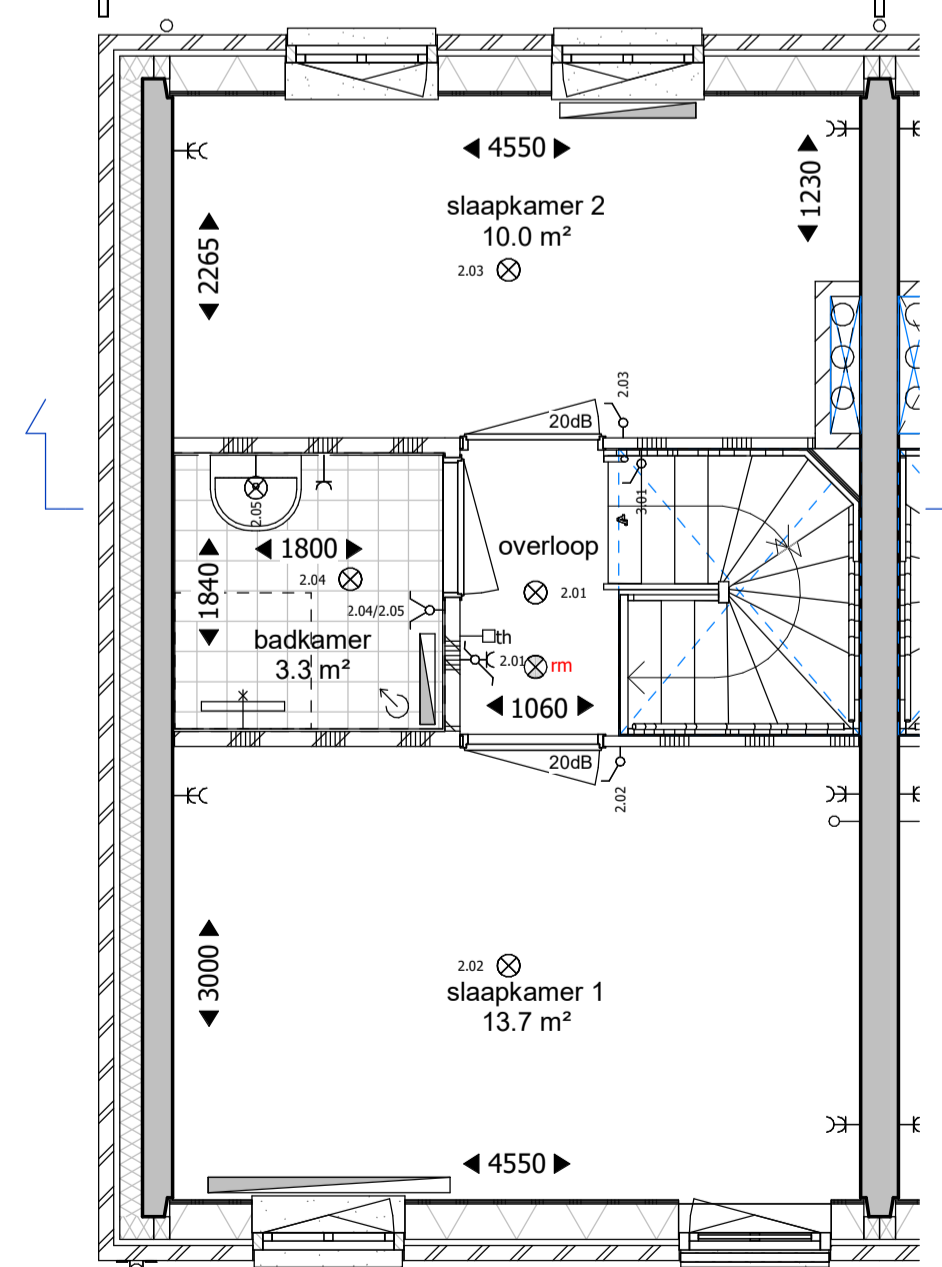 4550
1230
slaapkamer 2
10.0 m²
2265
2.03
2.03
20dB
2.05
3.01
1800
overloop
1840
2.04
2.01
2.04/2.05
badkamer
3.3 m²
th
2.01
rm
1060
20dB
2.02
3000
2.02
slaapkamer 1
13.7 m²
4550